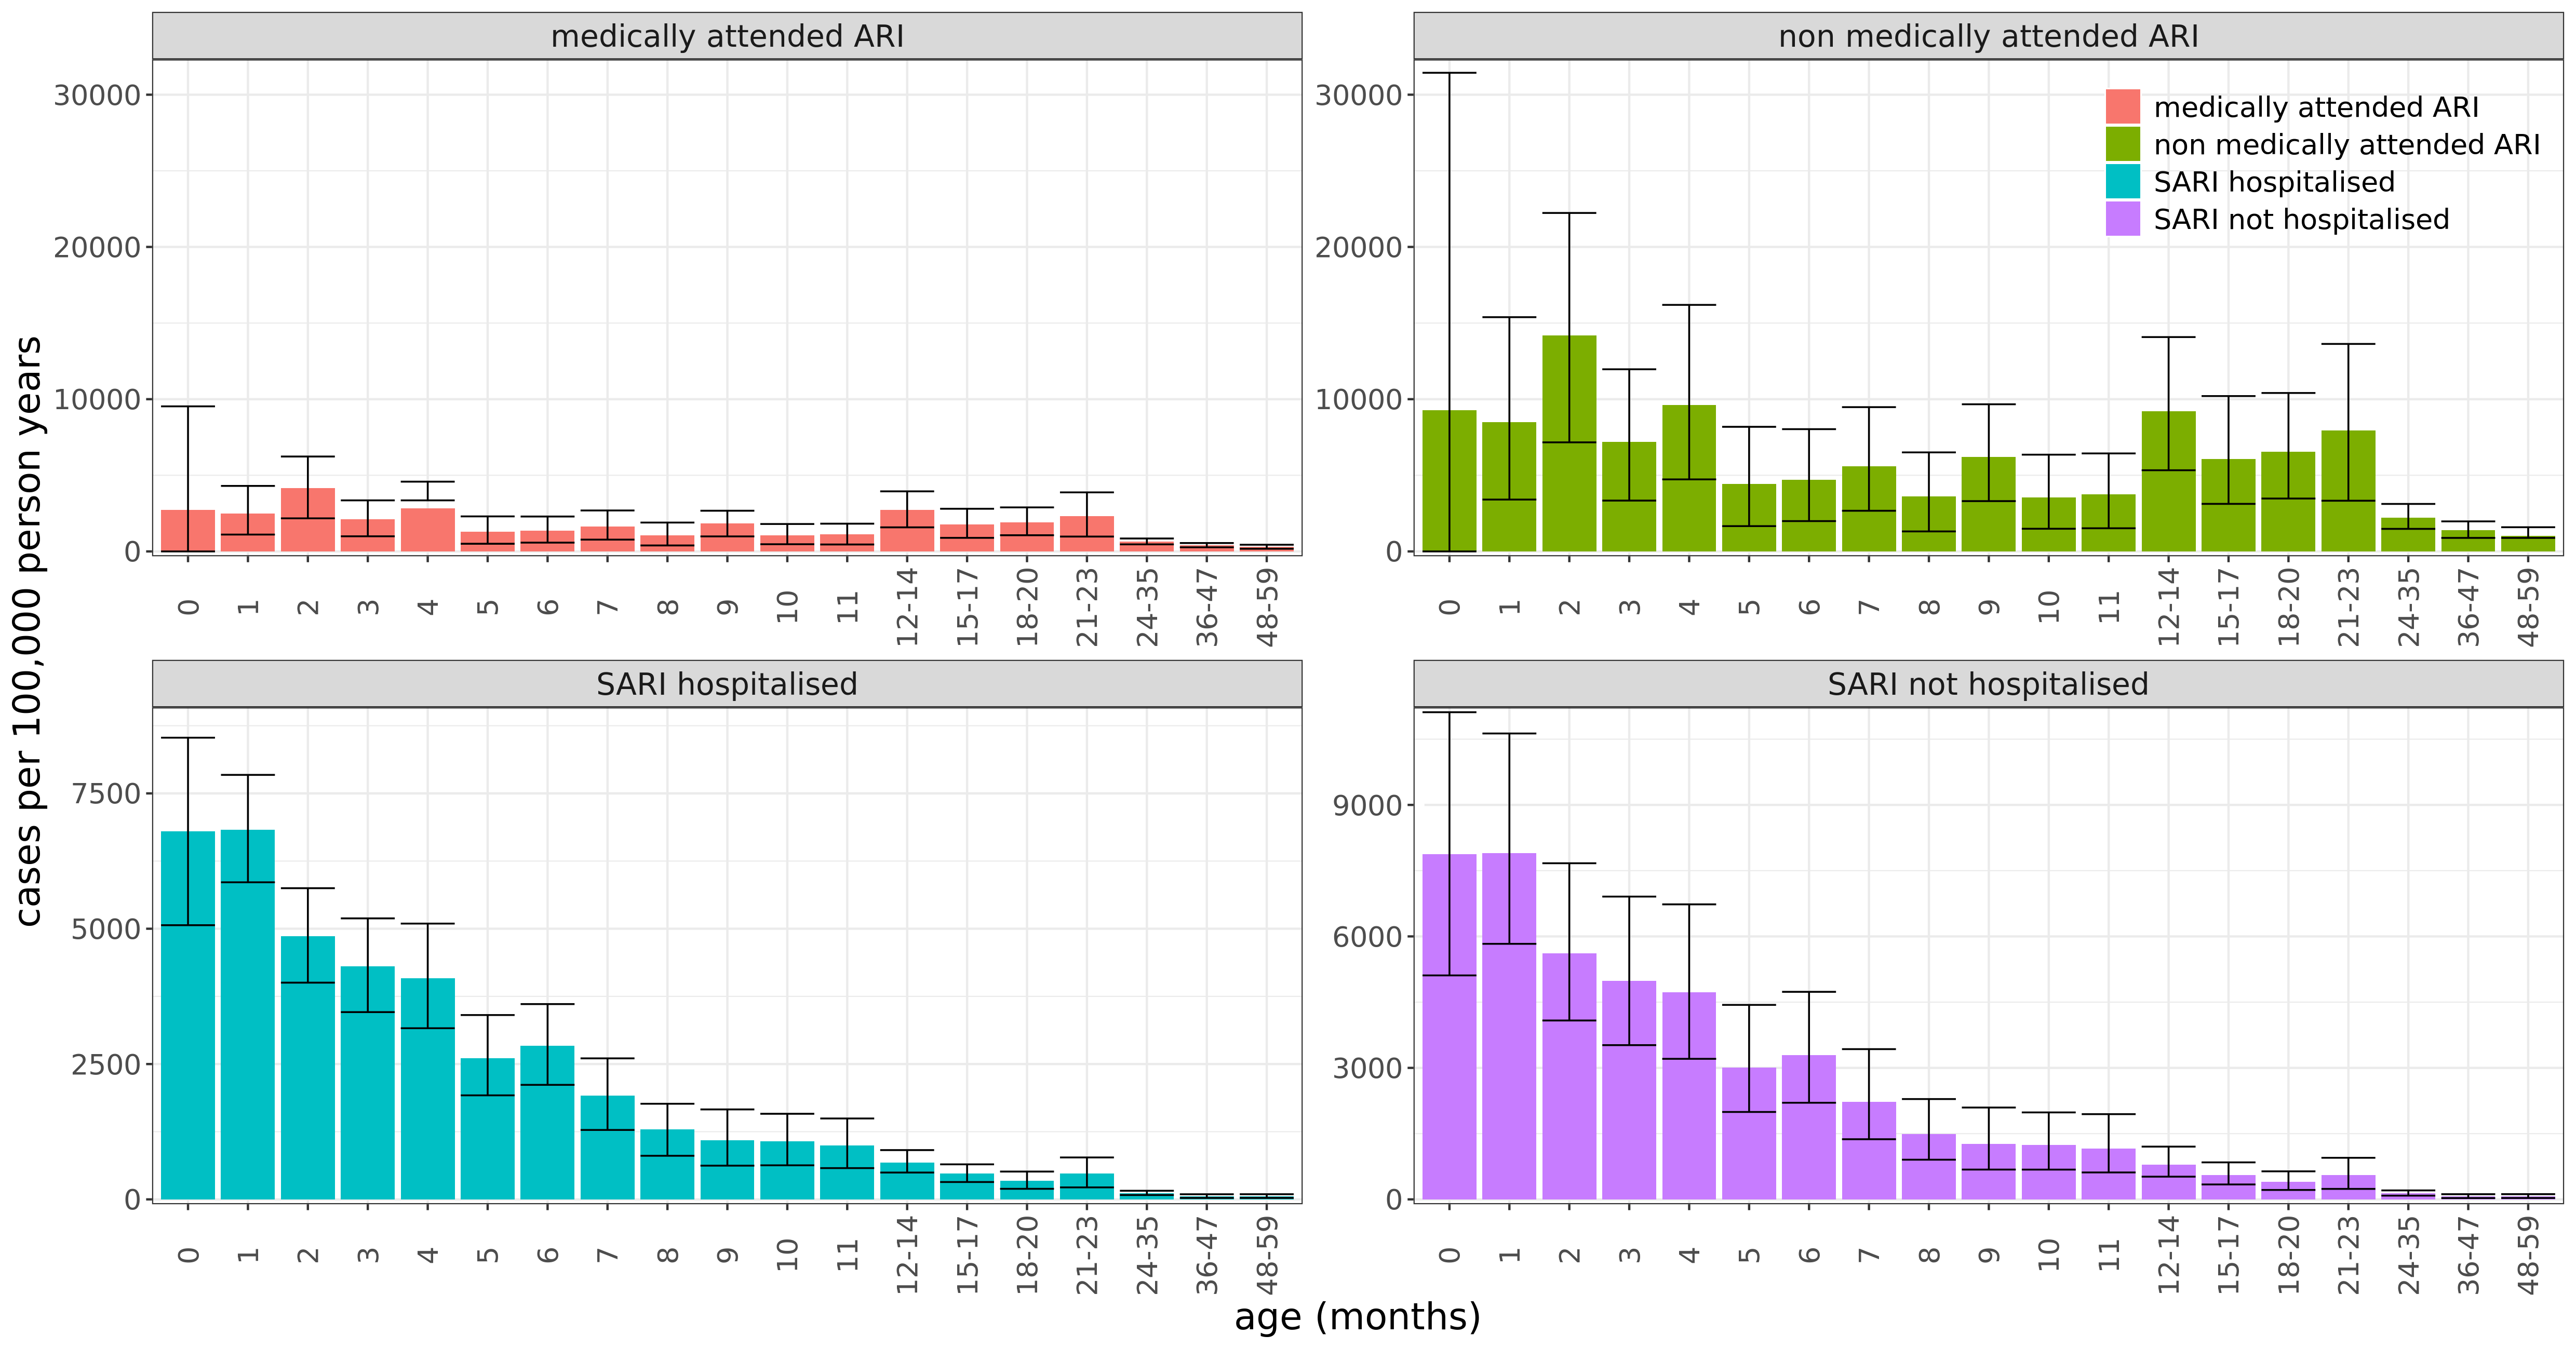 medically attended ARI
non medically attended ARI
cases per 100,000 person years
30000
20000
10000
0
0 1 2 3 4 5 6 7 8 9 10 11 12-14 15-17 18-20 21-23 24-35 36-47 48-59
30000
20000
10000
0
medically attended ARI
non medically attended ARI
SARI hospitalised
SARI not hospitalised
0 1 2 3 4 5 6 7 8 9 10 11 12-14 15-17 18-20 21-23 24-35 36-47 48-59
SARI hospitalised
SARI not hospitalised
7500
5000
2500
0
0 1 2 3 4 5 6 7 8 9 10 11 12-14 15-17 18-20 21-23 24-35 36-47 48-59
9000
6000
3000
0
0 1 2 3 4 5 6 7 8 9 10 11 12-14 15-17 18-20 21-23 24-35 36-47 48-59
age (months)